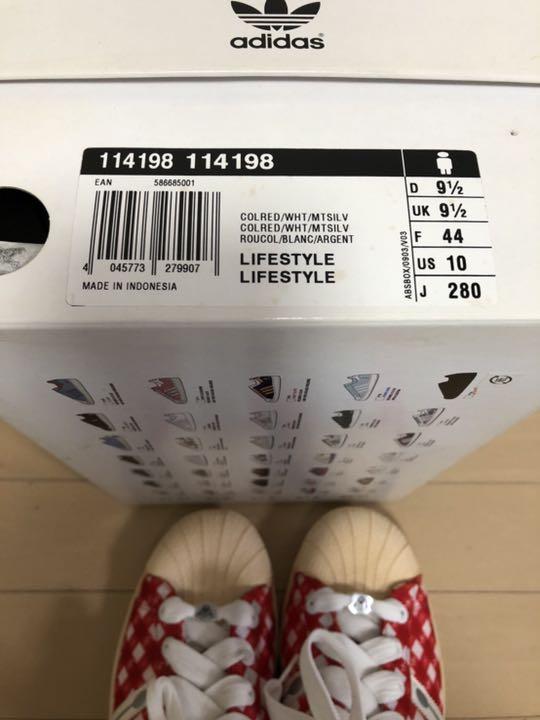 adidas
114198 114198
EAN 586685001
4 045773 279907
MADE IN INDONESIA
COLRED/WHT/MTSILV
COLRED/WHT/MTSILV
ROUCOL/BLANC/ARGENT
LIFESTYLE
LIFESTYLE
ABSBOX/0903/V03
D 9½
UK 9½
F 44
US 10
J 280